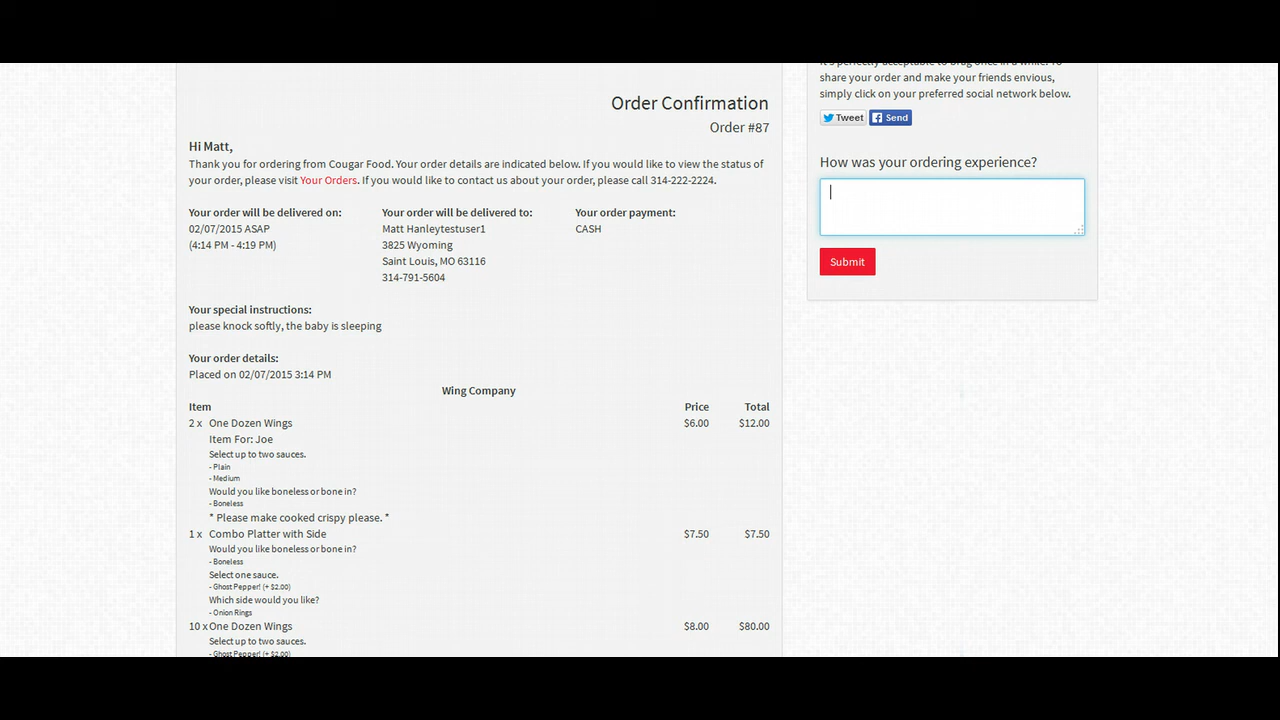 Order Confirmation
Order #87
Hi Matt,
Thank you for ordering from Cougar Food. Your order details are indicated below. If you would like to view the status of
your order, please visit Your Orders. If you would like to contact us about your order, please call 314-222-2224.
Your order will be delivered on:
02/07/2015 ASAP
(4:14 PM - 4:19 PM)
Your order will be delivered to:
Matt Hanleytestuser1
3825 Wyoming
Saint Louis, MO 63116
314-791-5604
Your order payment:
CASH
Your special instructions:
please knock softly, the baby is sleeping
Your order details:
Placed on 02/07/2015 3:14 PM
Wing Company
Item Price Total
2 x One Dozen Wings $6.00 $12.00
Item For: Joe
Select up to two sauces.
- Plain
- Medium
Would you like boneless or bone in?
- Boneless
* Please make cooked crispy please. *
1 x Combo Platter with Side $7.50 $7.50
Would you like boneless or bone in?
- Boneless
Select one sauce.
- Ghost Pepper! (+ $2.00)
Which side would you like?
- Onion Rings
10 x One Dozen Wings $8.00 $80.00
Select up to two sauces.
- Ghost Pepper! (+ $2.00)
It's perfectly acceptable to brag once in a while. To
share your order and make your friends envious,
simply click on your preferred social network below.
Tweet Send
How was your ordering experience?
Submit